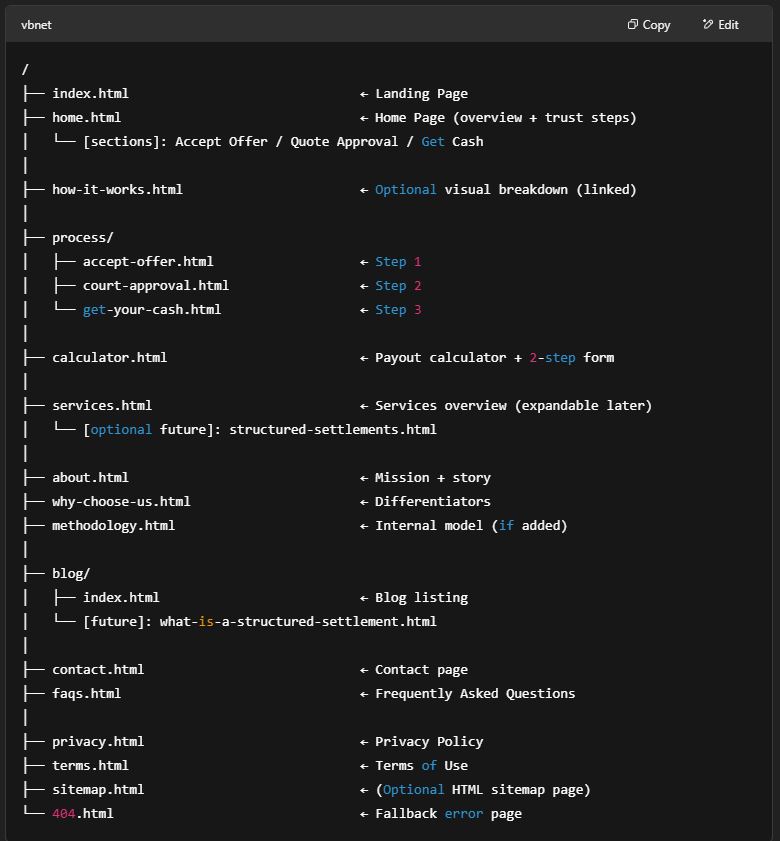 vbnet Copy Edit
/
├── index.html ← Landing Page
├── home.html ← Home Page (overview + trust steps)
│   └── [sections]: Accept Offer / Quote Approval / Get Cash
│
├── how-it-works.html ← Optional visual breakdown (linked)
│
├── process/
│   ├── accept-offer.html ← Step 1
│   ├── court-approval.html ← Step 2
│   └── get-your-cash.html ← Step 3
│
├── calculator.html ← Payout calculator + 2-step form
│
├── services.html ← Services overview (expandable later)
│   └── [optional future]: structured-settlements.html
│
├── about.html ← Mission + story
├── why-choose-us.html ← Differentiators
├── methodology.html ← Internal model (if added)
│
├── blog/
│   ├── index.html ← Blog listing
│   └── [future]: what-is-a-structured-settlement.html
│
├── contact.html ← Contact page
├── faqs.html ← Frequently Asked Questions
│
├── privacy.html ← Privacy Policy
├── terms.html ← Terms of Use
├── sitemap.html ← (Optional HTML sitemap page)
└── 404.html ← Fallback error page